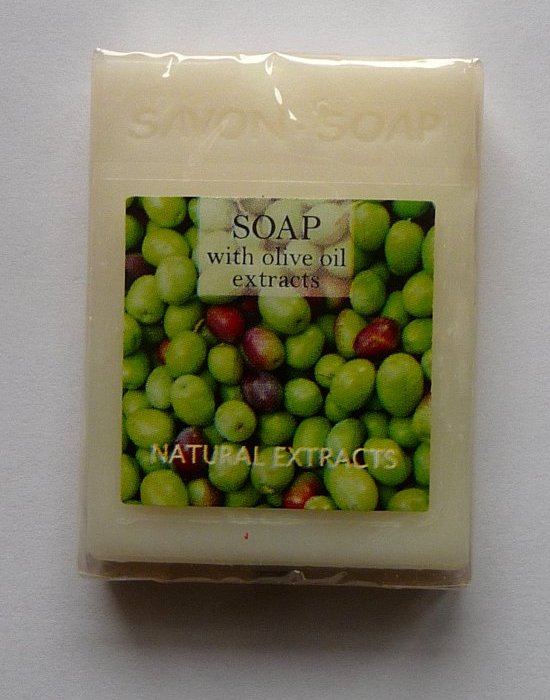 SAVON-SOAP
SOAP
with olive oil
extracts
NATURAL EXTRACTS